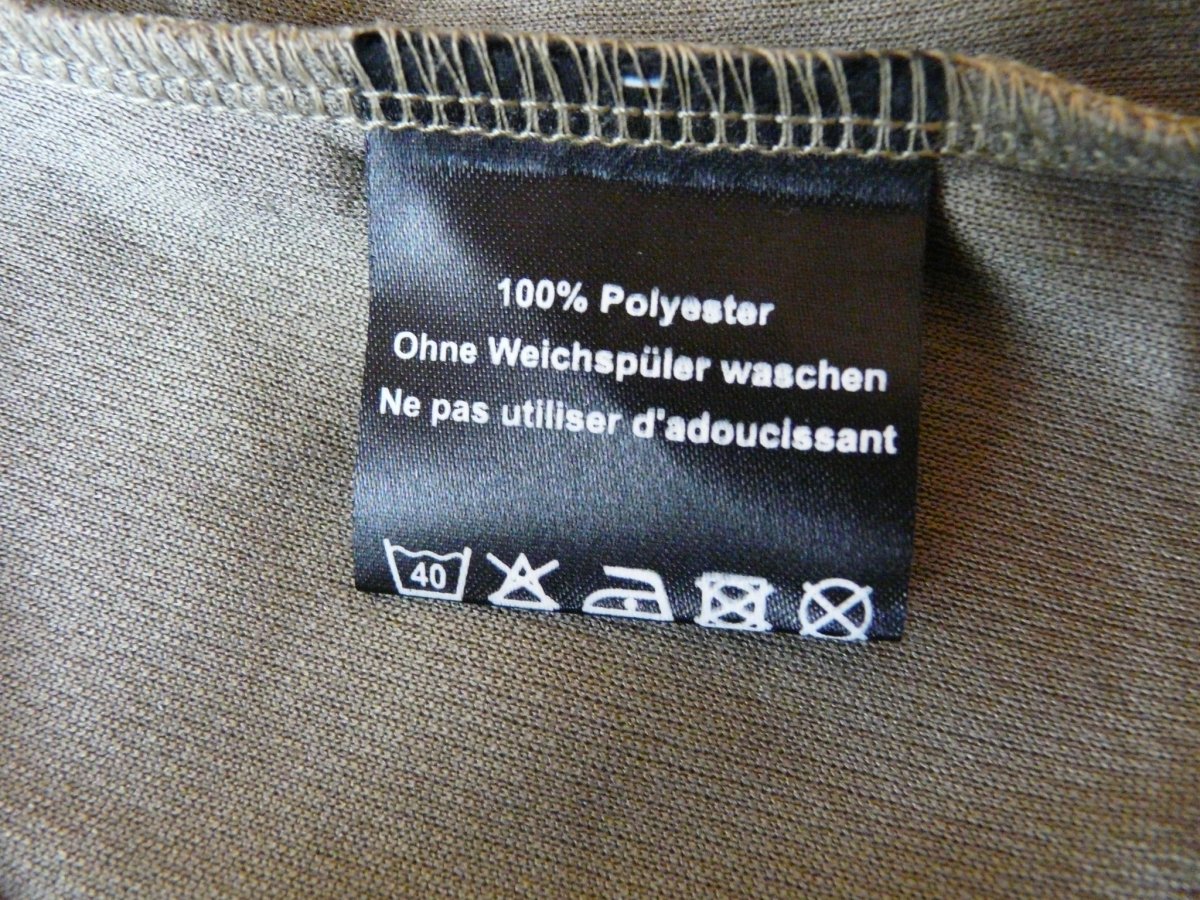 100% Polyester
Ohne Weichspüler waschen
Ne pas utiliser d'adoucissant
40